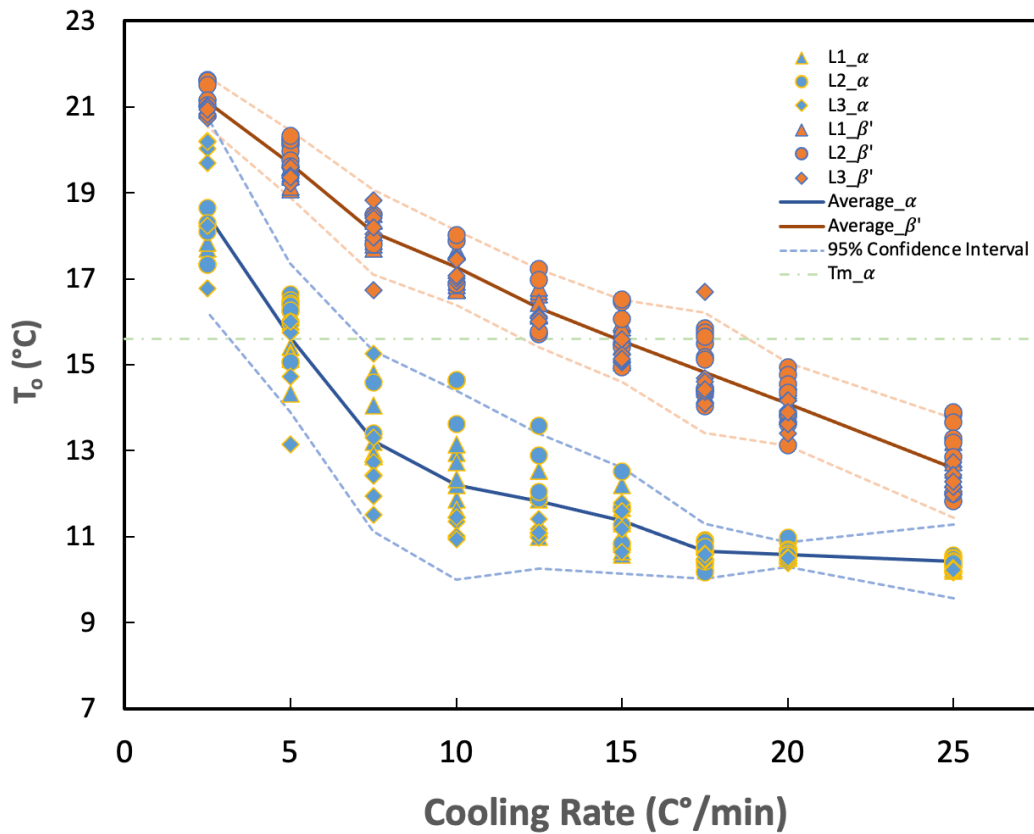 23
21
19
17
15
13
11
9
7
T₀ (°C)
0
5
10
15
20
25
Cooling Rate (C°/min)
L1_α
L2_α
L3_α
L1_β'
L2_β'
L3_β'
Average_α
Average_β'
95% Confidence Interval
Tm_α